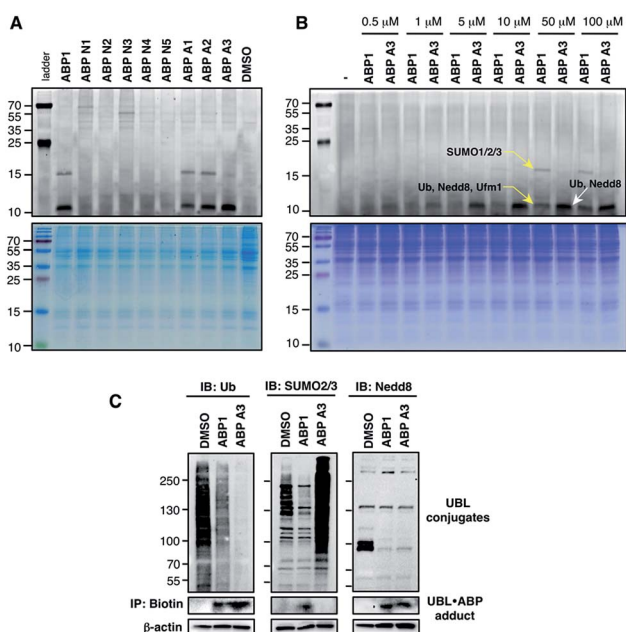 A
ladder
ABP1
ABP N1
ABP N2
ABP N3
ABP N4
ABP N5
ABP A1
ABP A2
ABP A3
DMSO
70
55
35
25
15
10
70
55
35
25
15
10
B
0.5 µM 1 µM 5 µM 10 µM 50 µM 100 µM
-
ABP1
ABP A3
ABP1
ABP A3
ABP1
ABP A3
ABP1
ABP A3
ABP1
ABP A3
ABP1
ABP A3
70
55
35
25
15
10
SUMO1/2/3
Ub, Nedd8, Ufm1
Ub, Nedd8
70
55
35
25
15
10
C
IB: Ub IB: SUMO2/3 IB: Nedd8
DMSO
ABP1
ABP A3
DMSO
ABP1
ABP A3
DMSO
ABP1
ABP A3
250
130
100
70
55
UBL
conjugates
IP: Biotin
UBL•ABP
adduct
β-actin